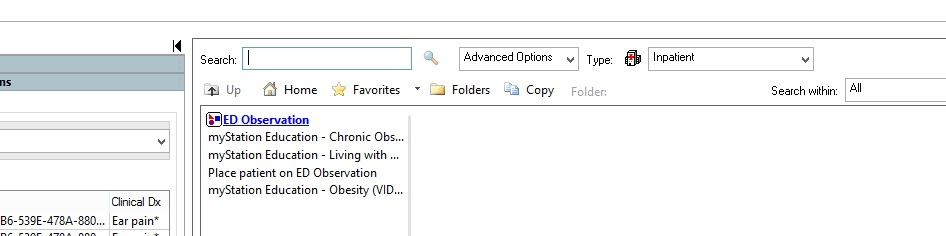 Search:
Advanced Options
Type:
Inpatient
ns
Up
Home
Favorites
Folders
Copy
Folder:
Search within:
All
ED Observation
myStation Education - Chronic Obs...
myStation Education - Living with ...
Place patient on ED Observation
myStation Education - Obesity (VID...
Clinical Dx
B6-539E-478A-880... Ear pain*